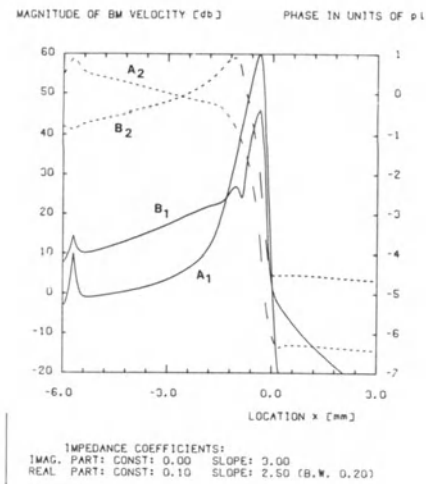 MAGNITUDE OF BM VELOCITY [db] PHASE IN UNITS OF pi
60 1
50 0
40 -1
30 -2
20 -3
10 -4
0 -5
-10 -6
-20 -7
A2
B2
B1
A1
-6.0 -3.0 0.0 3.0
LOCATION x [mm]
IMPEDANCE COEFFICIENTS:
IMAG. PART: CONST: 0.00 SLOPE: 3.00
REAL PART: CONST: 0.10 SLOPE: 2.50 (B.W. 0.20)